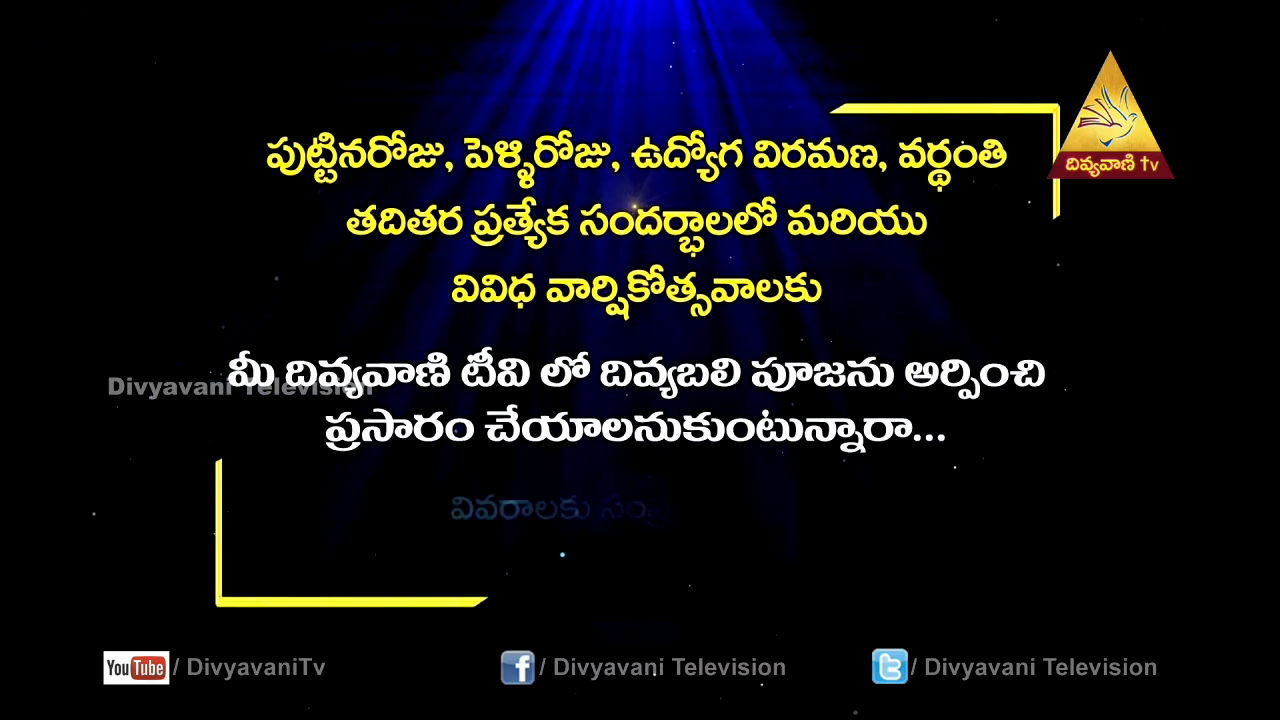 పుట్టినరోజు, పెళ్ళిరోజు, ఉద్యోగ విరమణ, వర్థంతి
దివ్యవాణి tv
తదితర ప్రత్యేక సందర్భాలలో మరియు
వివిధ వార్షికోత్సవాలకు
మీ దివ్యవాణి టీవి లో దివ్యబలి పూజను అర్పించి
Divyavani Television
ప్రసారం చేయాలనుకుంటున్నారా...
వివరాలకు
YouTube / DivyavaniTv
/ Divyavani Television
/ Divyavani Television